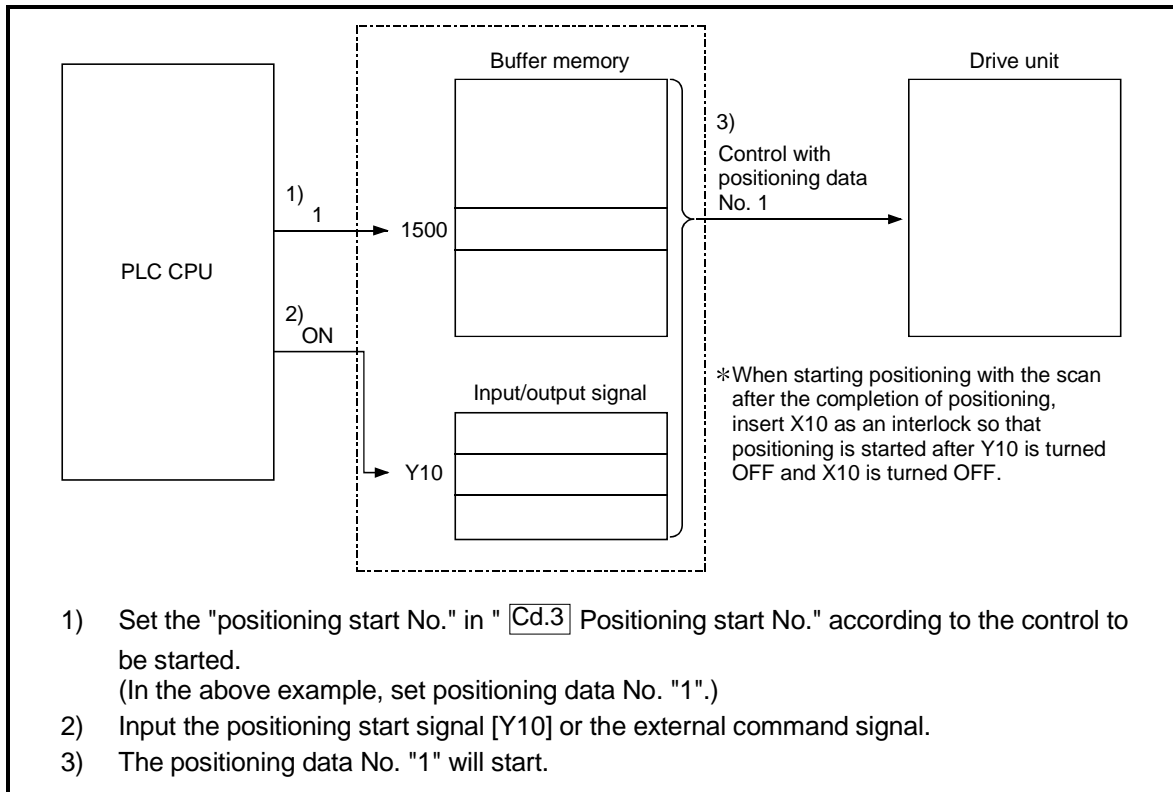 Buffer memory
Drive unit
PLC CPU
1)
1
1500
2)
ON
Input/output signal
Y10
3)
Control with
positioning data
No. 1
*When starting positioning with the scan
after the completion of positioning,
insert X10 as an interlock so that
positioning is started after Y10 is turned
OFF and X10 is turned OFF.
1) Set the "positioning start No." in " Cd.3 Positioning start No." according to the control to
be started.
(In the above example, set positioning data No. "1".)
2) Input the positioning start signal [Y10] or the external command signal.
3) The positioning data No. "1" will start.